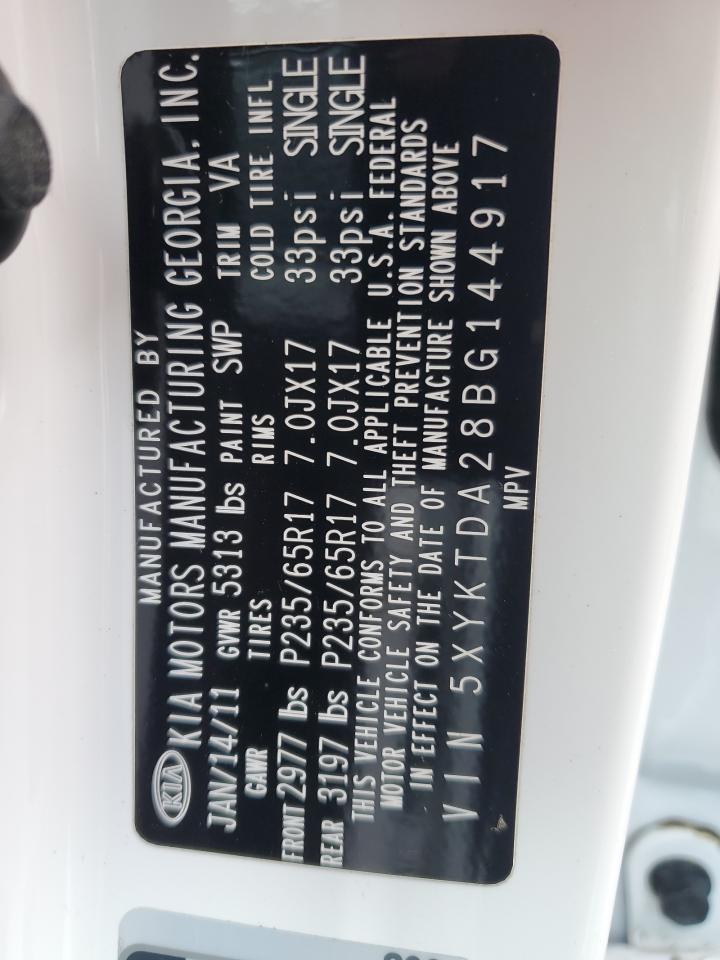 MANUFACTURED BY
KIA KIA MOTORS MANUFACTURING GEORGIA, INC.
JAN/14/11 GVWR 5313 lbs PAINT SWP TRIM VA
GAWR TIRES RIMS COLD TIRE INFL
FRONT 2977 lbs P235/65R17 7.0JX17 33psi SINGLE
REAR 3197 lbs P235/65R17 7.0JX17 33psi SINGLE
THIS VEHICLE CONFORMS TO ALL APPLICABLE U.S.A. FEDERAL
MOTOR VEHICLE SAFETY AND THEFT PREVENTION STANDARDS
IN EFFECT ON THE DATE OF MANUFACTURE SHOWN ABOVE
VIN 5XYKTDA28BG144917
MPV